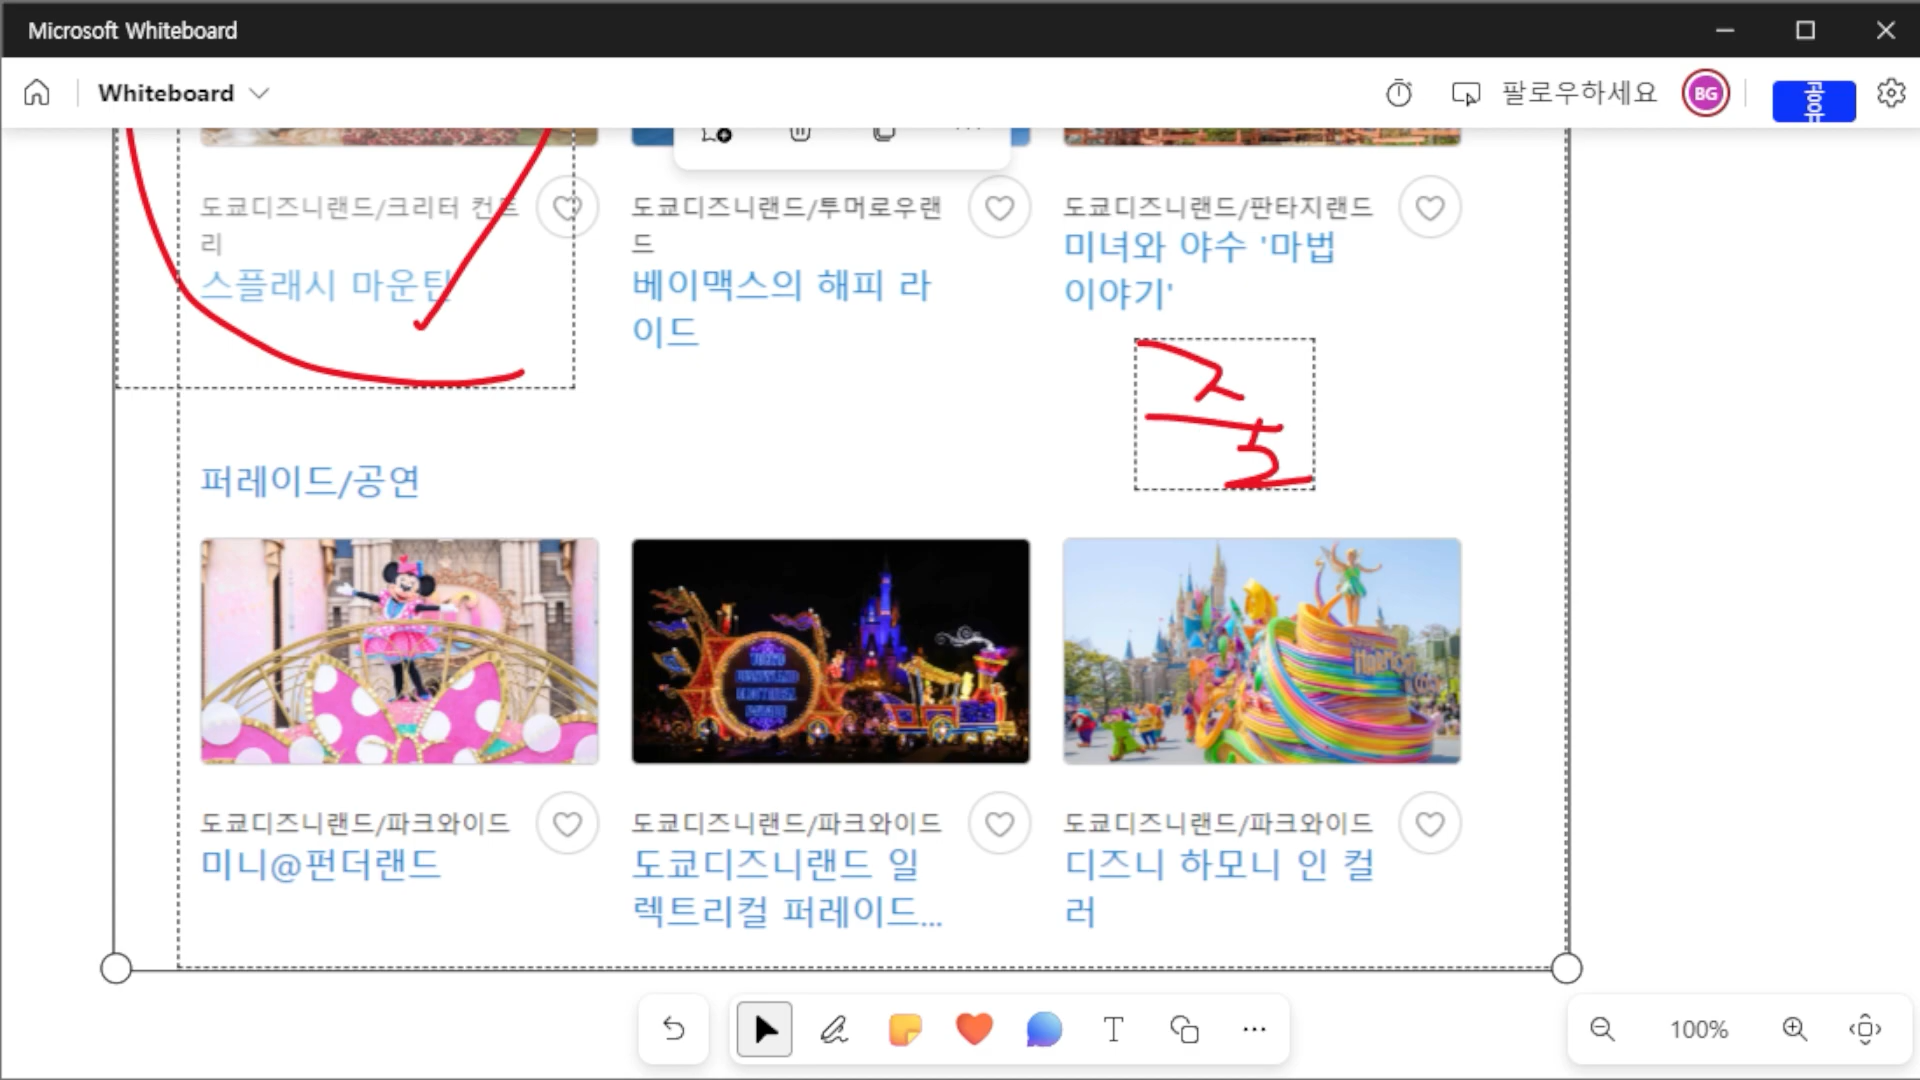 Microsoft Whiteboard
Whiteboard
팔로우하세요
BG
공유
도쿄디즈니랜드/크리터 컨트
리
스플래시 마운틴
도쿄디즈니랜드/투머로우랜
드
베이맥스의 해피 라
이드
도쿄디즈니랜드/판타지랜드
미녀와 야수 '마법
이야기'
2
5
퍼레이드/공연
도쿄디즈니랜드/파크와이드
미니@펀더랜드
도쿄디즈니랜드/파크와이드
도쿄디즈니랜드 일
렉트리컬 퍼레이드...
도쿄디즈니랜드/파크와이드
디즈니 하모니 인 컬
러
T
100%